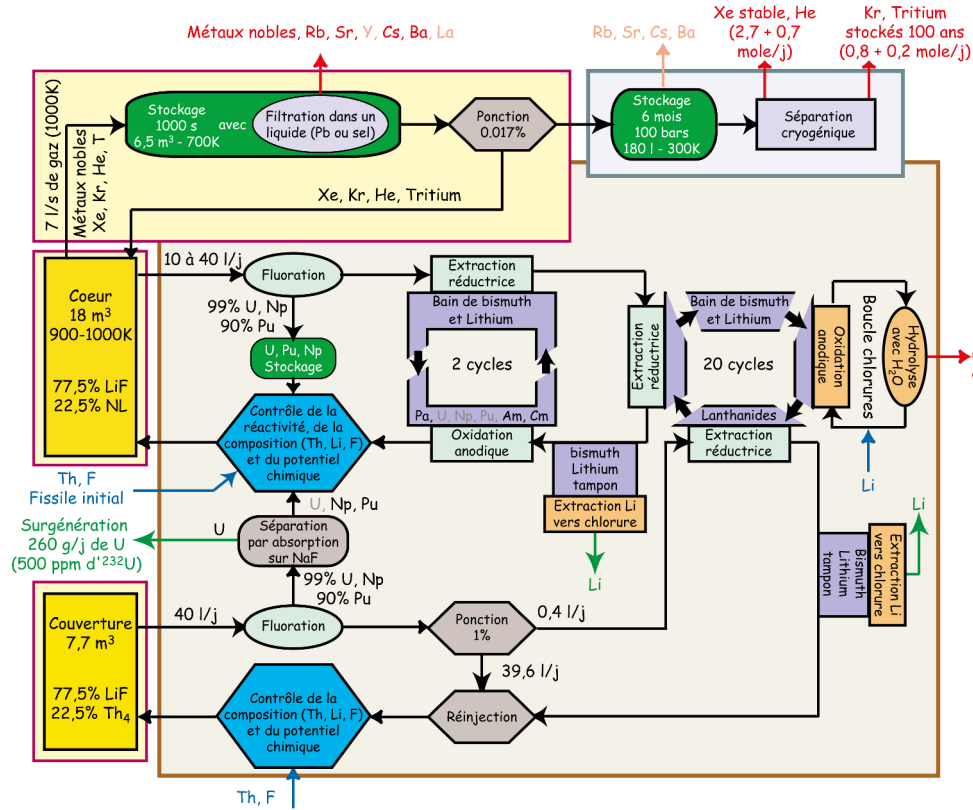 Métaux nobles, Rb, Sr, Y, Cs, Ba, La
Rb, Sr, Cs, Ba
Xe stable, He
(2,7 + 0,7
mole/j)
Kr, Tritium
stockés 100 ans
(0,8 + 0,2 mole/j)
7 l/s de gaz (1000K)
Métaux nobles
Xe, Kr, He, T
Stockage
1000 s
6,5 m³ - 700K
avec
Filtration dans un
liquide (Pb ou sel)
Ponction
0.017%
Stockage
6 mois
100 bars
180 l - 300K
Séparation
cryogénique
Xe, Kr, He, Tritium
Coeur
18 m³
900-1000K
77,5% LiF
22,5% NL
10 à 40 l/j
Fluoration
99% U, Np
90% Pu
U, Pu, Np
Stockage
Contrôle de la
réactivité, de la
composition (Th, Li, F)
et du potentiel
chimique
Th, F
Fissile initial
Extraction
réductrice
Bain de bismuth
et Lithium
2 cycles
Pa, U, Np, Pu, Am, Cm
Oxidation
anodique
Extraction
réductrice
Bain de bismuth
et Lithium
20 cycles
Lanthanides
Extraction
réductrice
Oxidation
anodique
Boucle chlorures
Hydrolyse
avec H₂O
Li
bismuth
Lithium
tampon
Extraction Li
vers chlorure
Li
Bismuth
Lithium
tampon
Extraction Li
vers chlorure
Li
U, Np, Pu
U
Séparation
par absorption
sur NaF
Surgénération
260 g/j de U
(500 ppm d'²³²U)
99% U, Np
90% Pu
Couverture
7,7 m³
77,5% LiF
22,5% Th₄
40 l/j
Fluoration
Ponction
1%
0,4 l/j
39,6 l/j
Réinjection
Contrôle de la
composition (Th, Li, F)
et du potentiel
chimique
Th, F